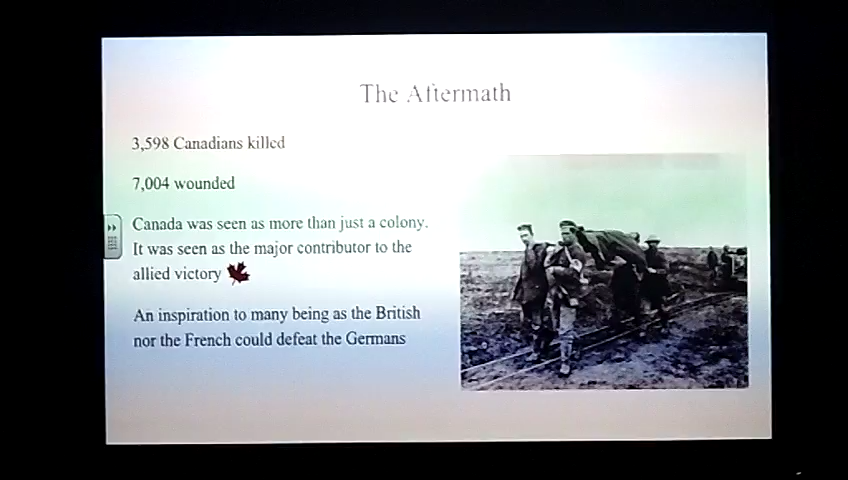 The Aftermath
3,598 Canadians killed
7,004 wounded
Canada was seen as more than just a colony.
It was seen as the major contributor to the
allied victory
An inspiration to many being as the British
nor the French could defeat the Germans